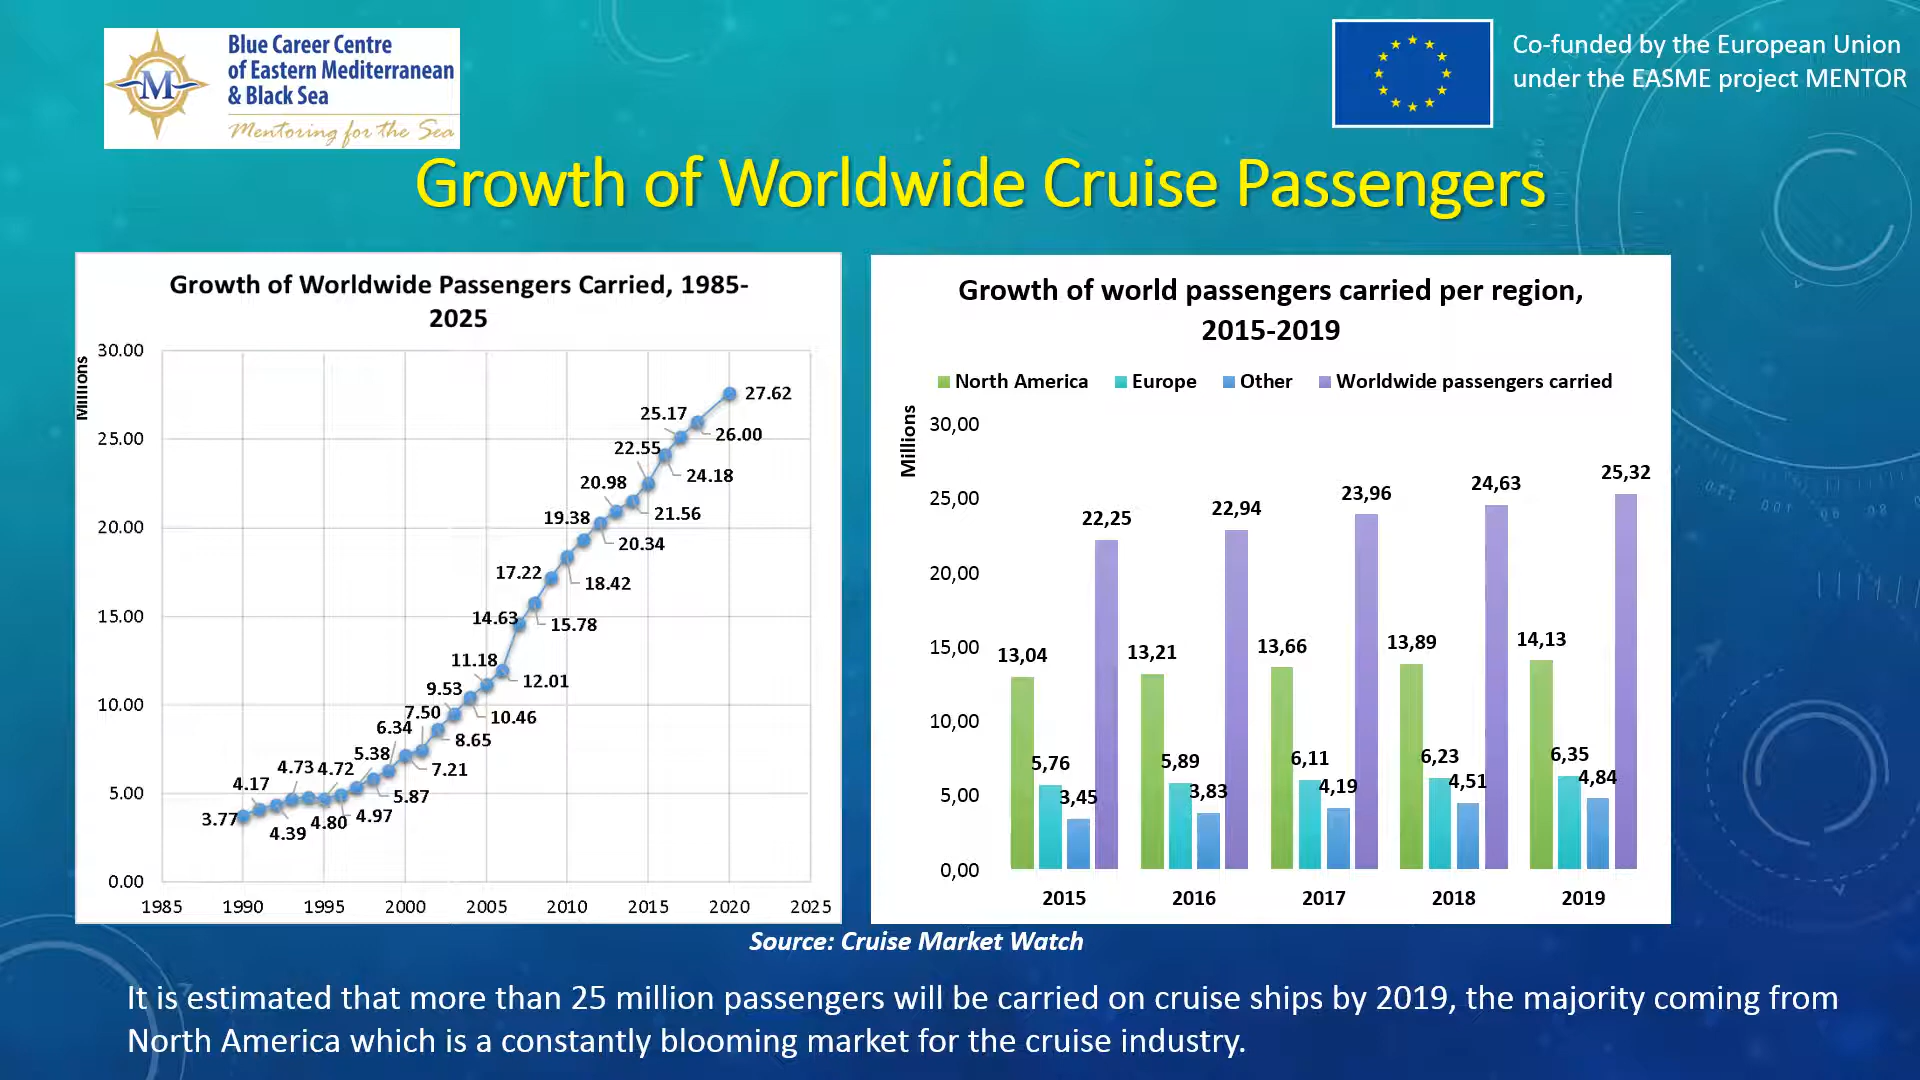 Blue Career Centre
of Eastern Mediterranean
& Black Sea
Mentoring for the Sea
M
Co-funded by the European Union
under the EASME project MENTOR
Growth of Worldwide Cruise Passengers
Growth of Worldwide Passengers Carried, 1985-
2025
Millions
30.00
25.00
20.00
15.00
10.00
5.00
0.00
3.77
4.17
4.39
4.73
4.80
4.72
4.97
5.38
5.87
6.34
7.21
7.50
8.65
9.53
10.46
11.18
12.01
14.63
15.78
17.22
18.42
19.38
20.34
20.98
21.56
22.55
24.18
25.17
26.00
27.62
1985 1990 1995 2000 2005 2010 2015 2020 2025
Growth of world passengers carried per region,
2015-2019
North America Europe Other Worldwide passengers carried
Millions
30,00
25,00
20,00
15,00
10,00
5,00
0,00
13,04 5,76 3,45 22,25
13,21 5,89 3,83 22,94
13,66 6,11 4,19 23,96
13,89 6,23 4,51 24,63
14,13 6,35 4,84 25,32
2015 2016 2017 2018 2019
Source: Cruise Market Watch
It is estimated that more than 25 million passengers will be carried on cruise ships by 2019, the majority coming from
North America which is a constantly blooming market for the cruise industry.